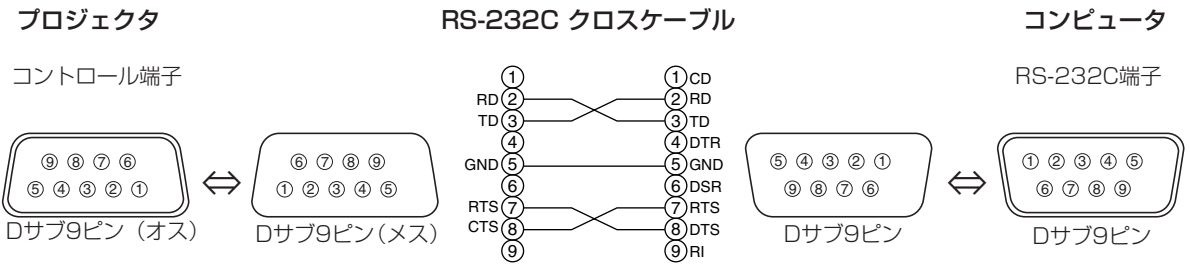 プロジェクタ
RS-232C クロスケーブル
コンピュータ
コントロール端子
RS-232C端子
① ①CD
RD② ②RD
TD③ ③TD
④ ④DTR
GND⑤ ⑤GND
⑥ ⑥DSR
RTS⑦ ⑦RTS
CTS⑧ ⑧DTS
⑨ ⑨RI
⑨ ⑧ ⑦ ⑥
⑤ ④ ③ ② ①
⇔
⑥ ⑦ ⑧ ⑨
① ② ③ ④ ⑤
⑤ ④ ③ ② ①
⑨ ⑧ ⑦ ⑥
⇔
① ② ③ ④ ⑤
⑥ ⑦ ⑧ ⑨
Dサブ9ピン（オス）
Dサブ9ピン（メス）
Dサブ9ピン
Dサブ9ピン